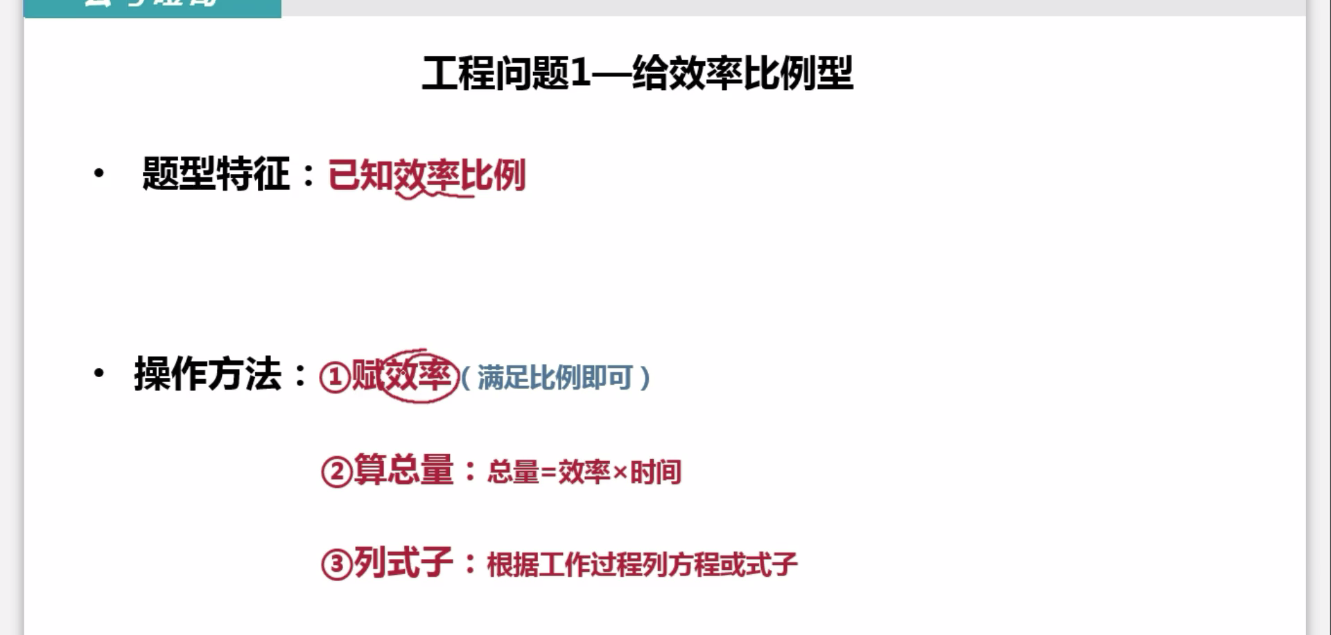 工程问题1—给效率比例型
• 题型特征：已知效率比例
• 操作方法：①赋效率（满足比例即可）
②算总量：总量=效率×时间
③列式子：根据工作过程列方程或式子